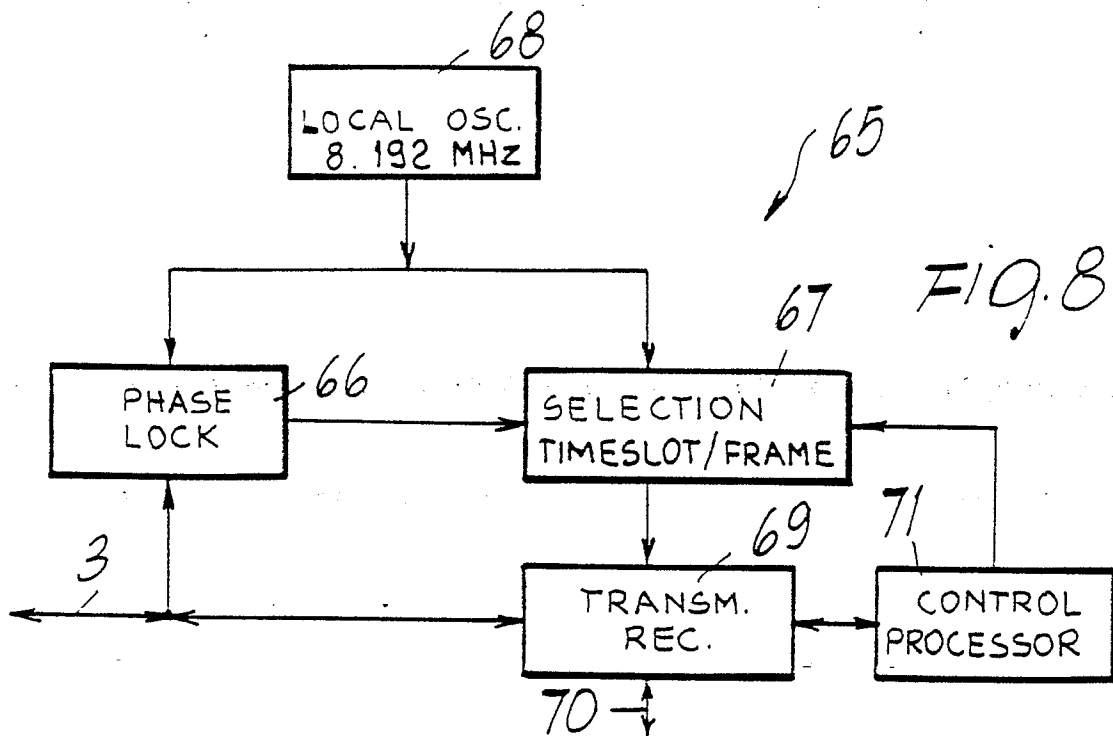 68
LOCAL OSC.
8.192 MHz
65
Fig. 8
67
66
PHASE
LOCK
SELECTION
TIMESLOT/FRAME
3
69
71
TRANSM.
REC.
CONTROL
PROCESSOR
70